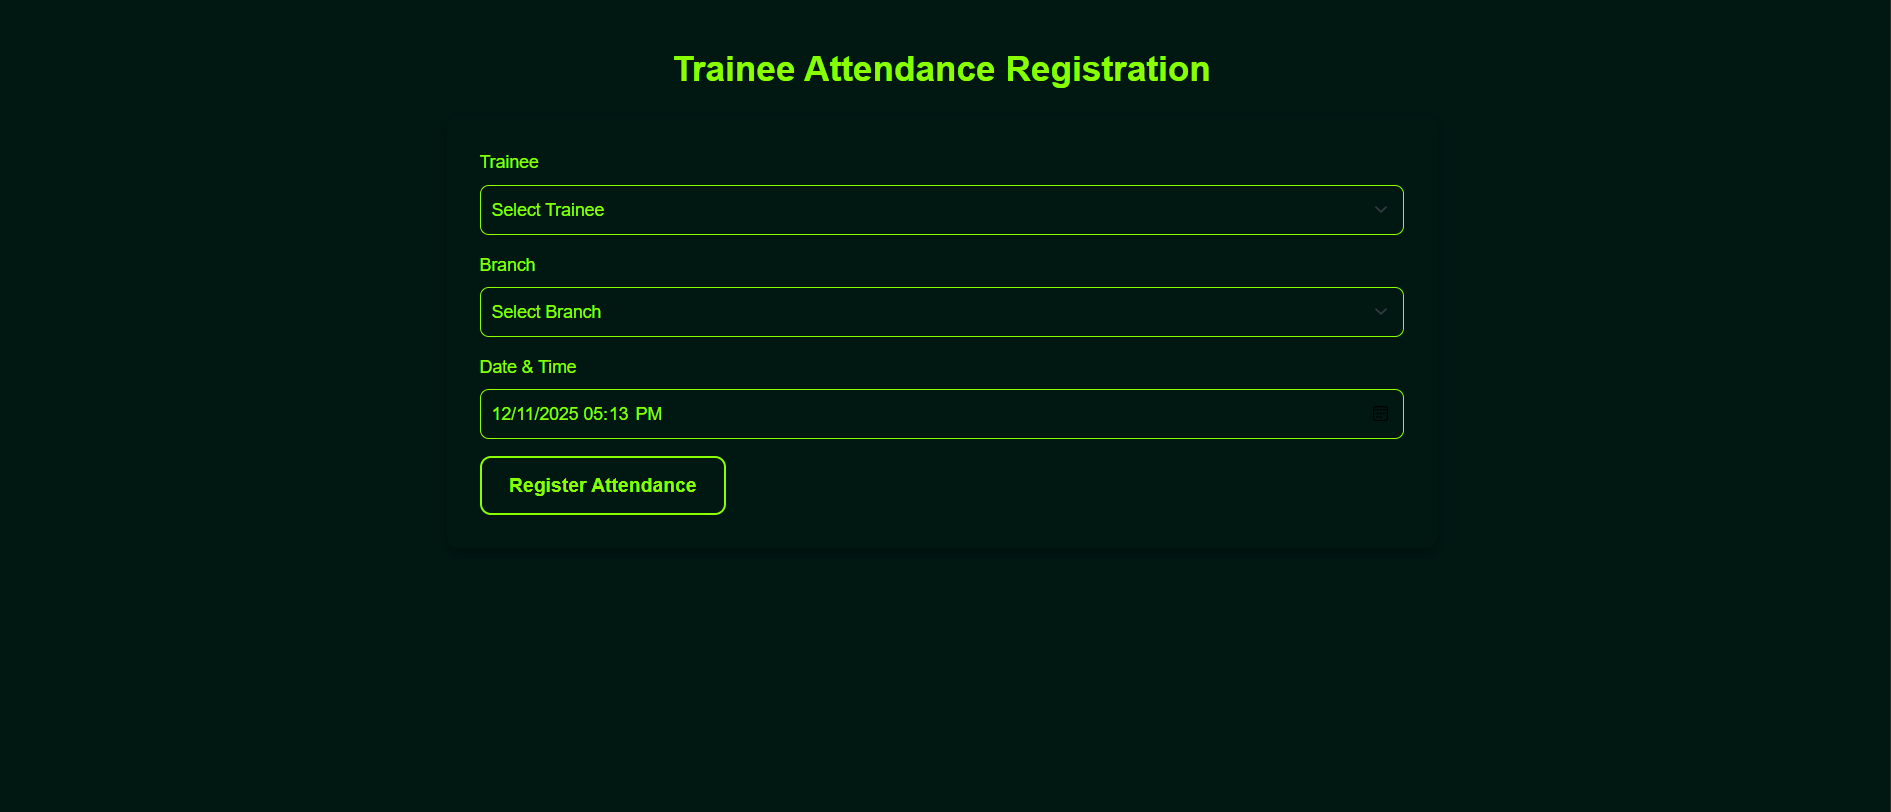 Trainee Attendance Registration
Trainee
Select Trainee
Branch
Select Branch
Date & Time
12/11/2025 05:13 PM
Register Attendance